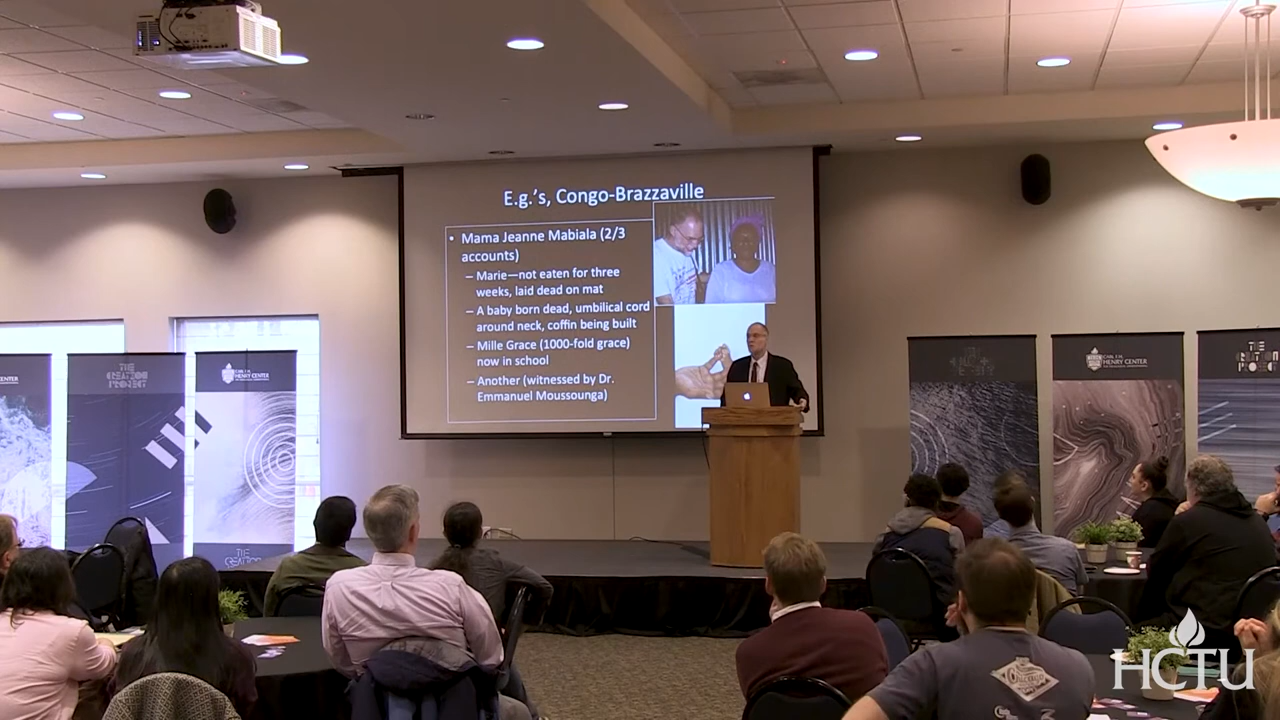 E.g.'s, Congo-Brazzaville
• Mama Jeanne Mabiala (2/3
accounts)
– Marie—not eaten for three
weeks, laid dead on mat
– A baby born dead, umbilical cord
around neck, coffin being built
– Mille Grace (1000-fold grace)
now in school
– Another (witnessed by Dr.
Emmanuel Moussounga)
CENTER
THE
CREATION
PROJECT
HENRY CENTER
THE
CREATION
HENRY CENTER
THE
PROJECT
HCTU